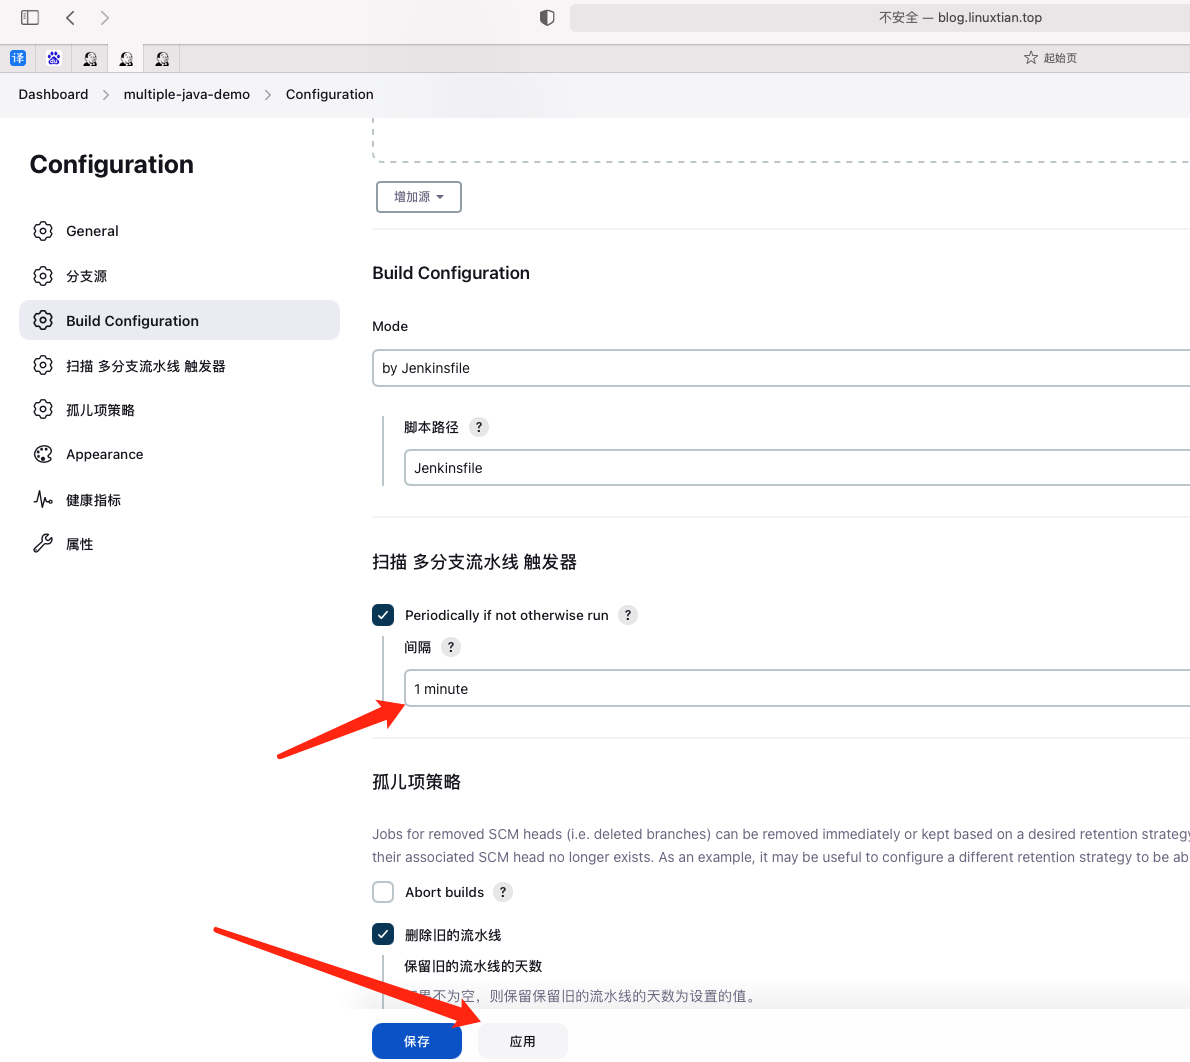 不安全 — blog.linuxtian.top
译
起始页
Dashboard > multiple-java-demo > Configuration
Configuration
General
分支源
Build Configuration
扫描 多分支流水线 触发器
孤儿项策略
Appearance
健康指标
属性
增加源
Build Configuration
Mode
by Jenkinsfile
脚本路径 ?
Jenkinsfile
扫描 多分支流水线 触发器
Periodically if not otherwise run ?
间隔 ?
1 minute
孤儿项策略
Jobs for removed SCM heads (i.e. deleted branches) can be removed immediately or kept based on a desired retention strategy
their associated SCM head no longer exists. As an example, it may be useful to configure a different retention strategy to be ab
Abort builds ?
删除旧的流水线
保留旧的流水线的天数
果不为空，则保留保留旧的流水线的天数为设置的值。
保存
应用